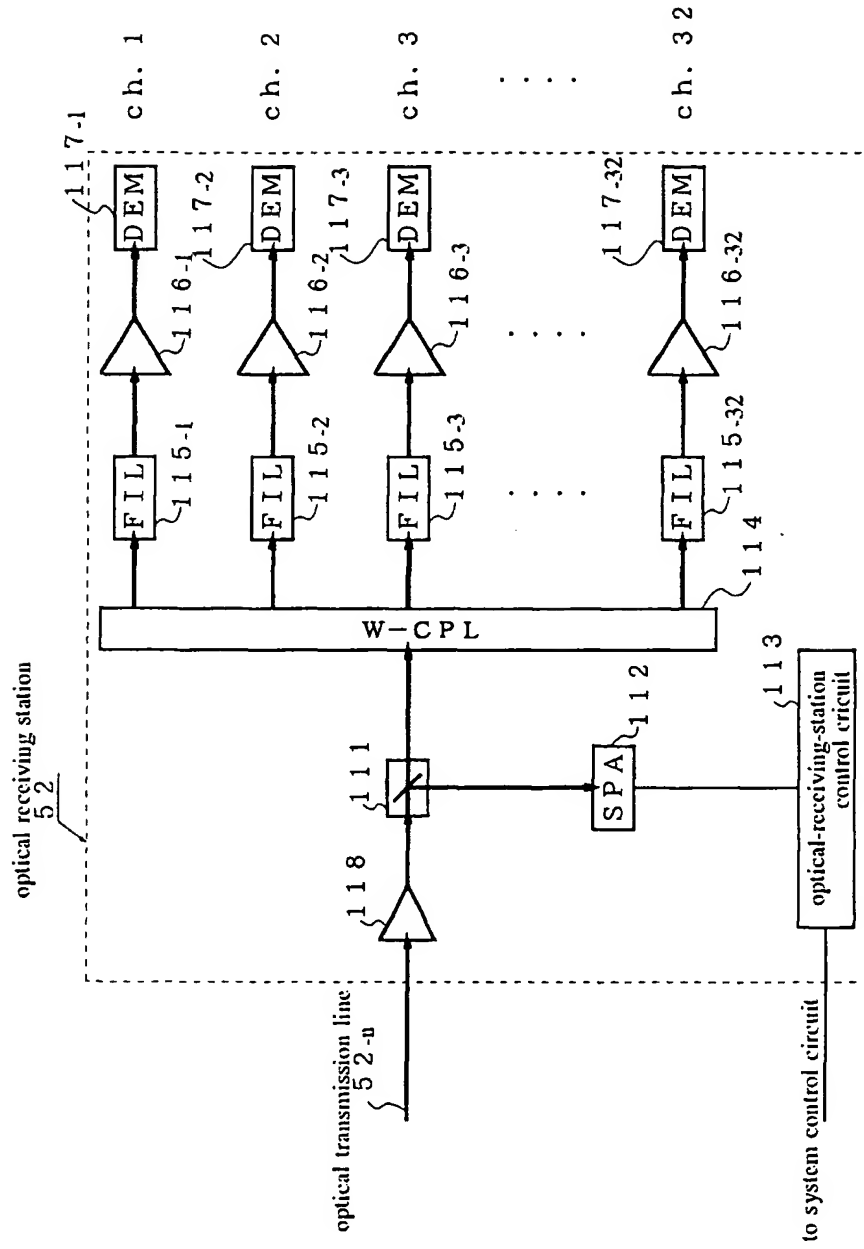 optical receiving station
52
117-1
DEM
ch. 1
116-1
FIL
115-1
117-2
DEM
ch. 2
116-2
FIL
115-2
117-3
DEM
ch. 3
116-3
FIL
115-3
. . . .
. . . .
. . . .
117-32
DEM
ch. 32
116-32
FIL
115-32
W-CPL
114
optical transmission line
52-n
118
111
SPA
112
113
optical-receiving-station
control cricuit
to system control circuit